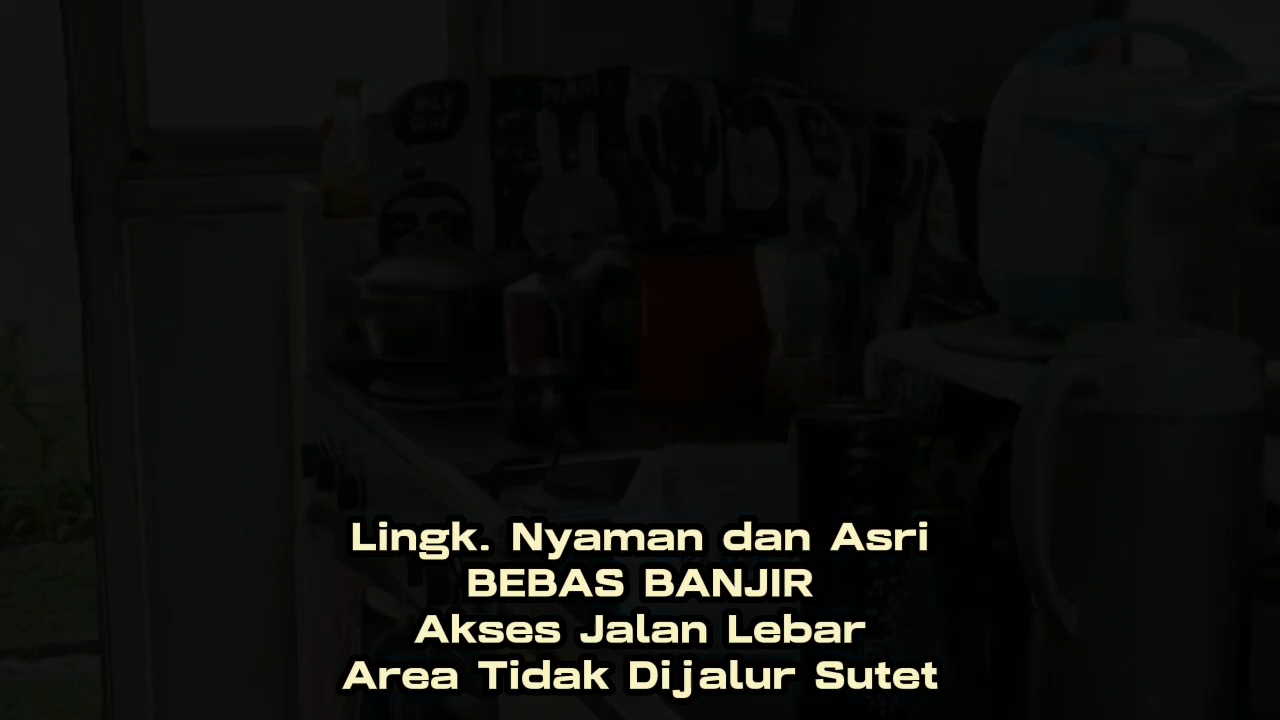 Lingk. Nyaman dan Asri
BEBAS BANJIR
Akses Jalan Lebar
Area Tidak Dijalur Sutet